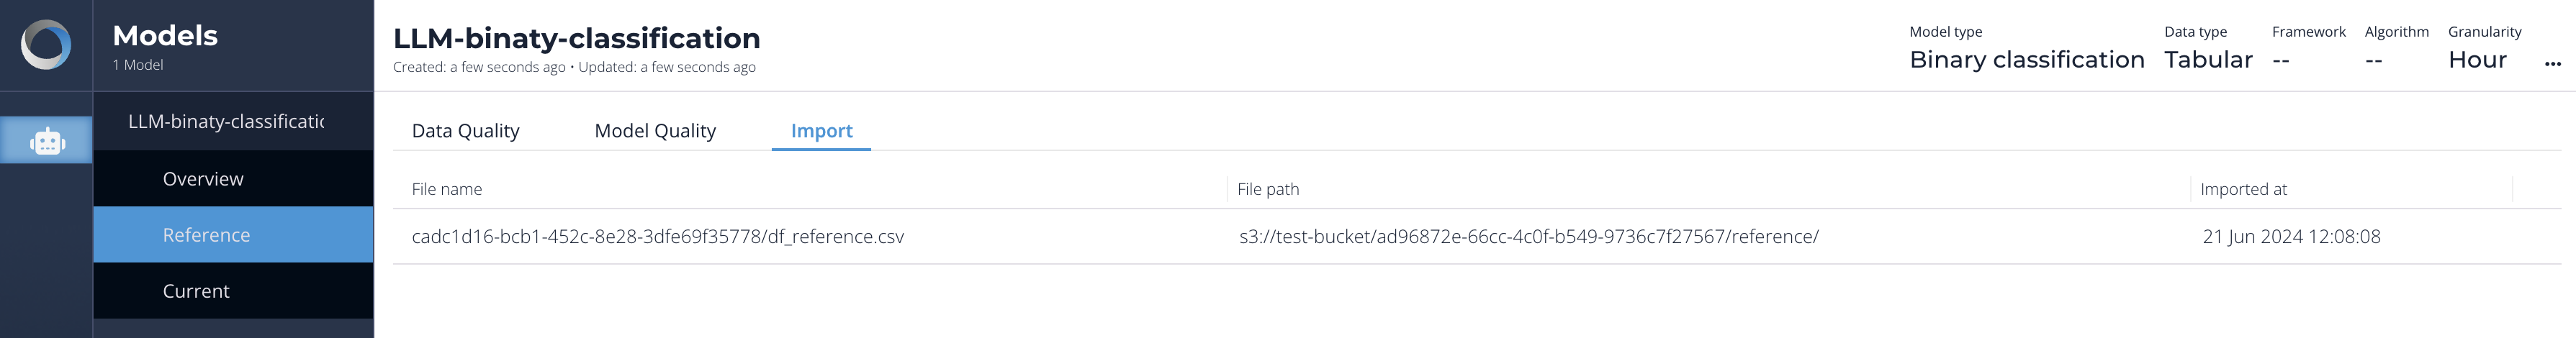 Models
1 Model
LLM-binaty-classificatic
Overview
Reference
Current
LLM-binaty-classification
Created: a few seconds ago • Updated: a few seconds ago
Model type Data type Framework Algorithm Granularity
Binary classification Tabular -- -- Hour ...
Data Quality Model Quality Import
File name File path Imported at
cadc1d16-bcb1-452c-8e28-3dfe69f35778/df_reference.csv s3://test-bucket/ad96872e-66cc-4c0f-b549-9736c7f27567/reference/ 21 Jun 2024 12:08:08